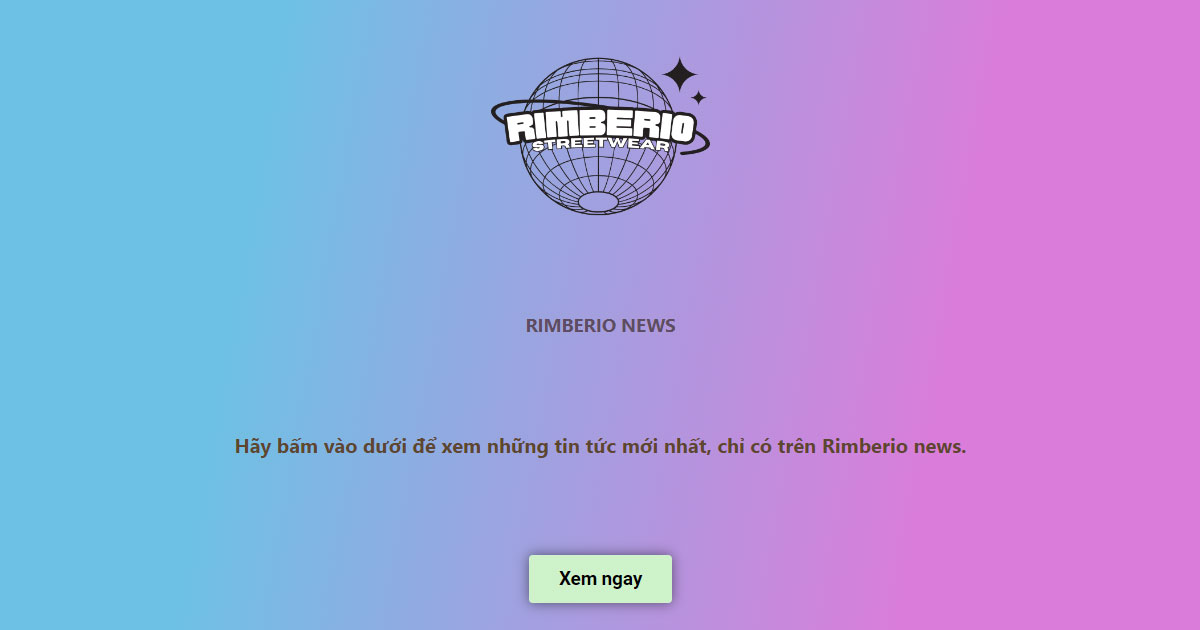 RIMBERIO
STREETWEAR
RIMBERIO NEWS
Hãy bấm vào dưới để xem những tin tức mới nhất, chỉ có trên Rimberio news.
Xem ngay